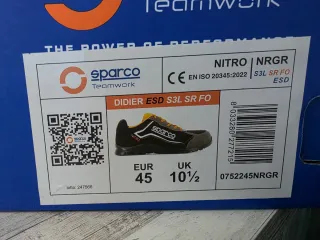 Teamwork
THE POWER OF PERFORMANCE
sparco
Teamwork
NITRO NRGR
CE EN ISO 20345:2022
S3L SR FO
ESD
DIDIER ESD S3L SR FO
sparco
EUR
45
UK
10½
0752245NRGR